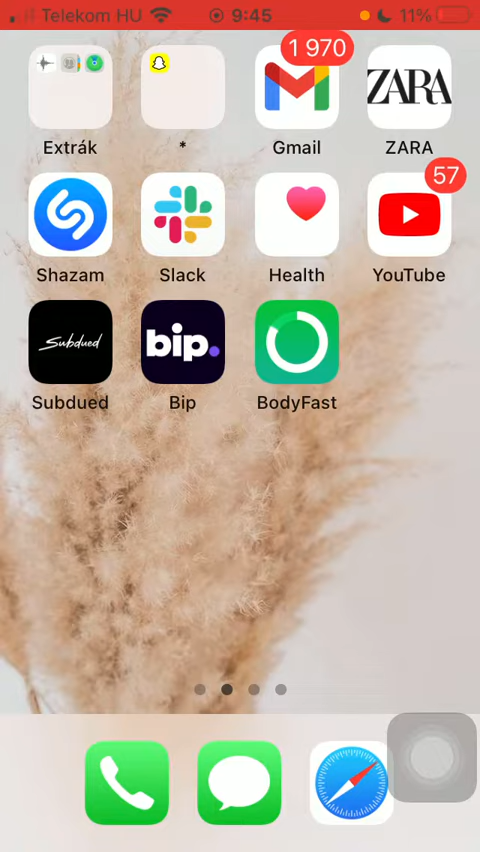 Telekom HU 9:45 11%
1 970
Extrák * Gmail ZARA
ZARA
57
Shazam Slack Health YouTube
Subdued bip.
Subdued Bip BodyFast